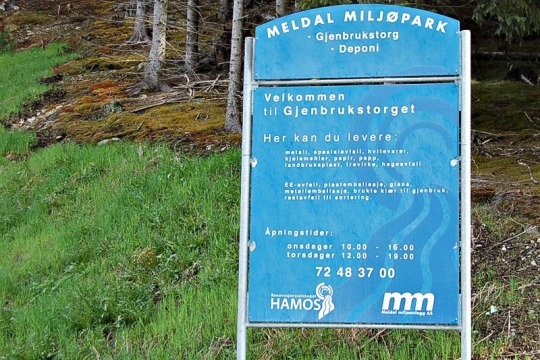 MELDAL MILJØPARK
· Gjenbrukstorg
· Deponi
Velkommen
til Gjenbrukstorget
Her kan du levere:
metall, spesialavfall, hvitevarer,
kjølemøbler, papir, papp,
landbruksplast, trevirke, hageavfall
EE-avfall, plastemballasje, glass,
metallemballasje, brukte klær til gjenbruk,
restavfall til sortering.
Åpningstider:
onsdager 10.00 - 16.00
torsdager 12.00 - 19.00
72 48 37 00
Renovasjonsselskapet
HAMOS
mm
Meldal miljøanlegg AS